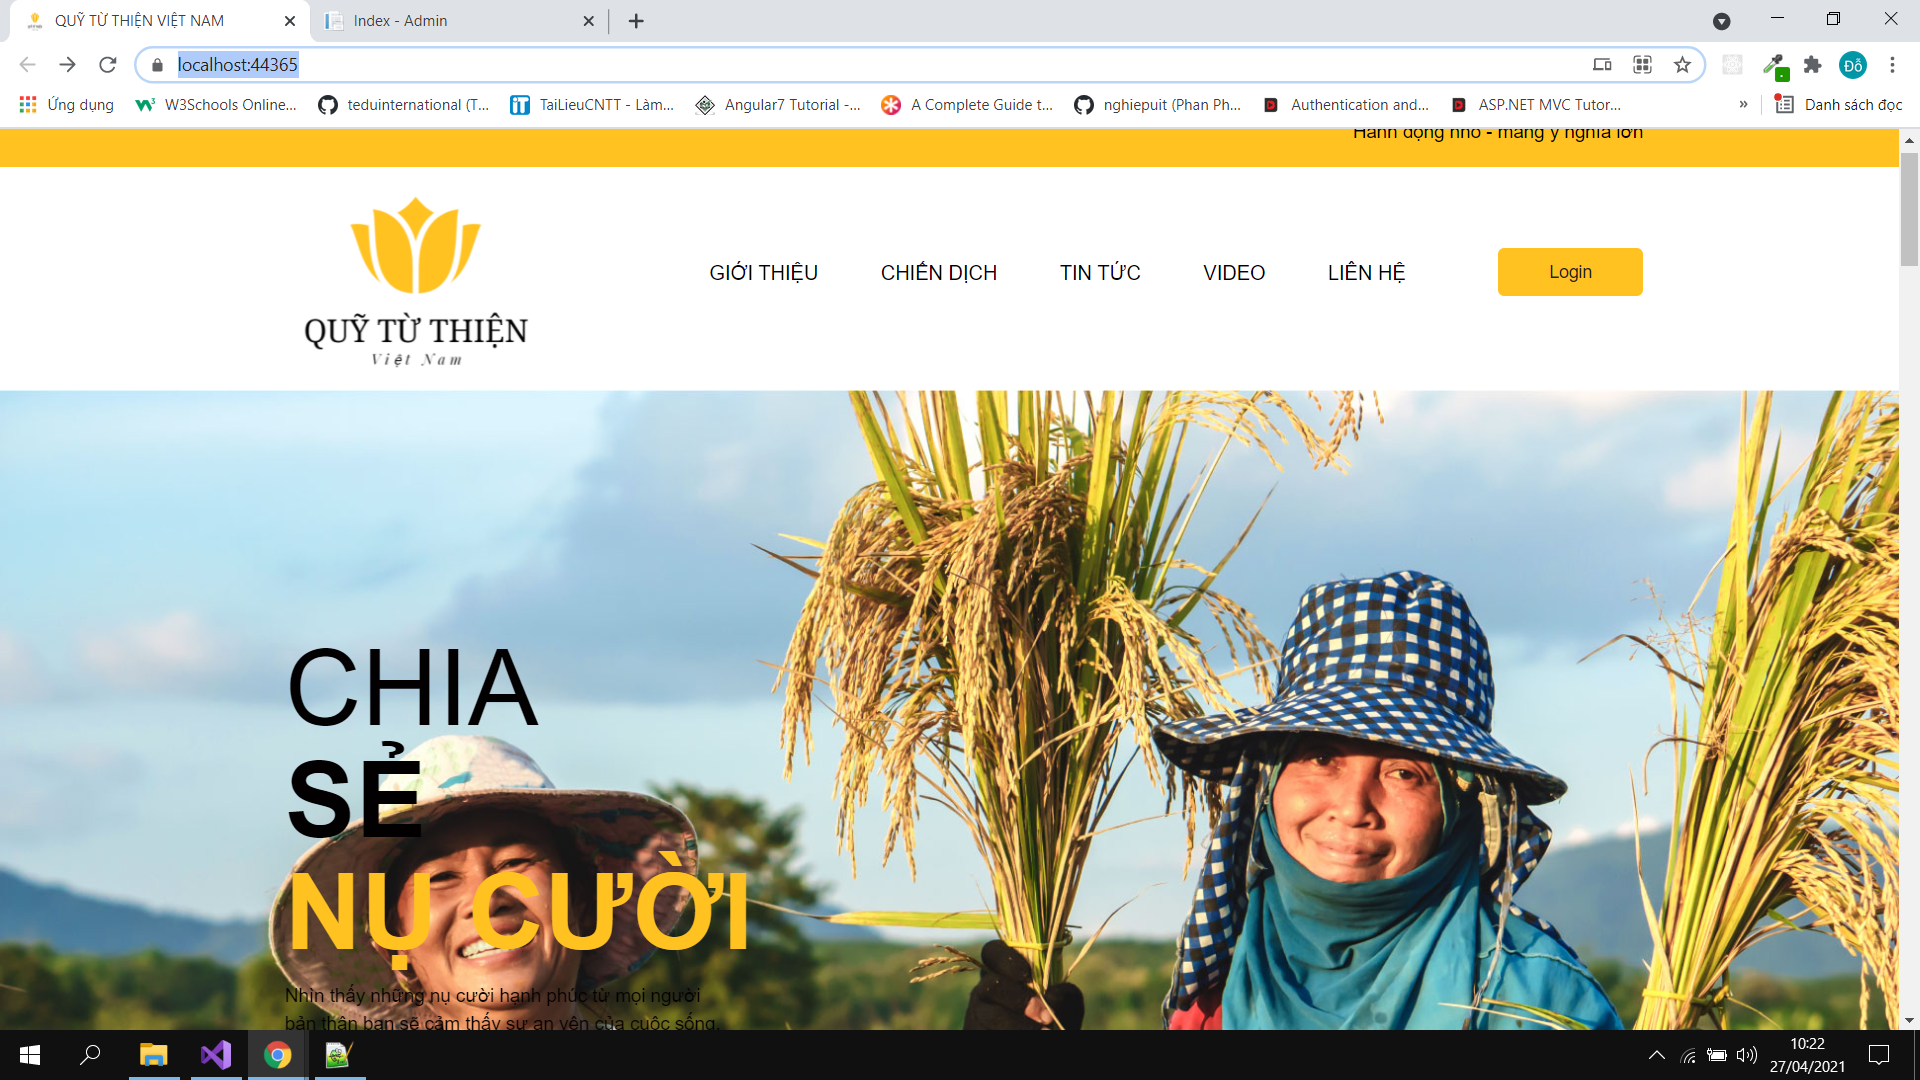 QUỸ TỪ THIỆN VIỆT NAM
Index - Admin
localhost:44365
Đỗ
Ứng dụng
W3Schools Online...
teduinternational (T...
TaiLieuCNTT - Làm...
Angular7 Tutorial -...
A Complete Guide t...
nghiepuit (Phan Ph...
Authentication and...
ASP.NET MVC Tutor...
»
Danh sách đọc
Hành động nhỏ - mang ý nghĩa lớn
QUỸ TỪ THIỆN
Việt Nam
GIỚI THIỆU
CHIẾN DỊCH
TIN TỨC
VIDEO
LIÊN HỆ
Login
CHIA
SẺ
NỤ CƯỜI
Nhìn thấy những nụ cười hạnh phúc từ mọi người
bản thân bạn sẽ cảm thấy sự an yên của cuộc sống.
10:22
27/04/2021